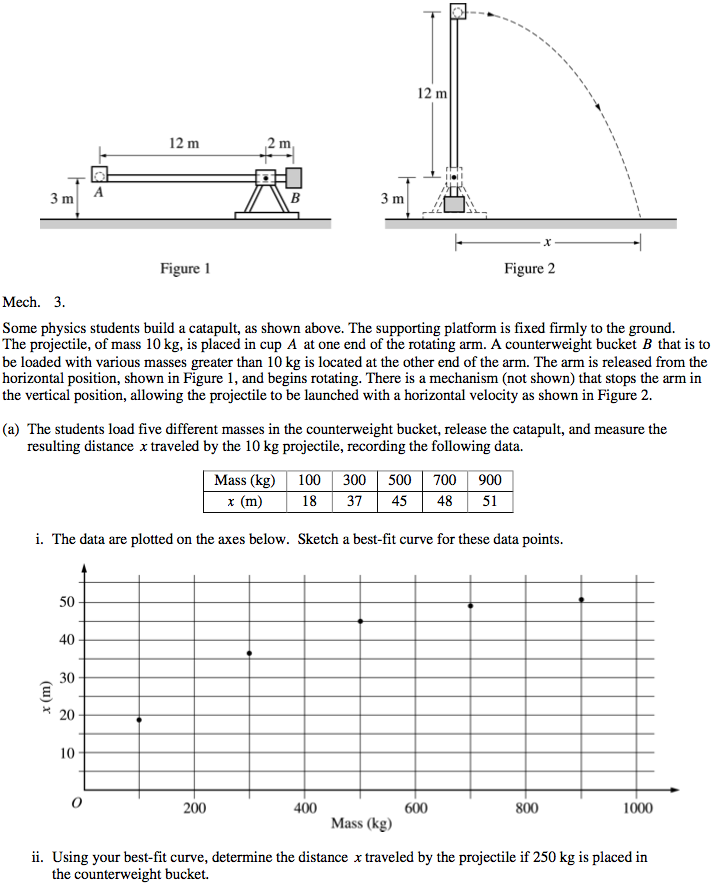 12 m
12 m
2 m
3 m
A
B
3 m
x
Figure 1
Figure 2
Mech. 3.
Some physics students build a catapult, as shown above. The supporting platform is fixed firmly to the ground.
The projectile, of mass 10 kg, is placed in cup A at one end of the rotating arm. A counterweight bucket B that is to
be loaded with various masses greater than 10 kg is located at the other end of the arm. The arm is released from the
horizontal position, shown in Figure 1, and begins rotating. There is a mechanism (not shown) that stops the arm in
the vertical position, allowing the projectile to be launched with a horizontal velocity as shown in Figure 2.
(a) The students load five different masses in the counterweight bucket, release the catapult, and measure the
resulting distance x traveled by the 10 kg projectile, recording the following data.
Mass (kg) 100 300 500 700 900
x (m) 18 37 45 48 51
i. The data are plotted on the axes below. Sketch a best-fit curve for these data points.
50
40
30
20
10
x (m)
O
200 400 600 800 1000
Mass (kg)
ii. Using your best-fit curve, determine the distance x traveled by the projectile if 250 kg is placed in
the counterweight bucket.